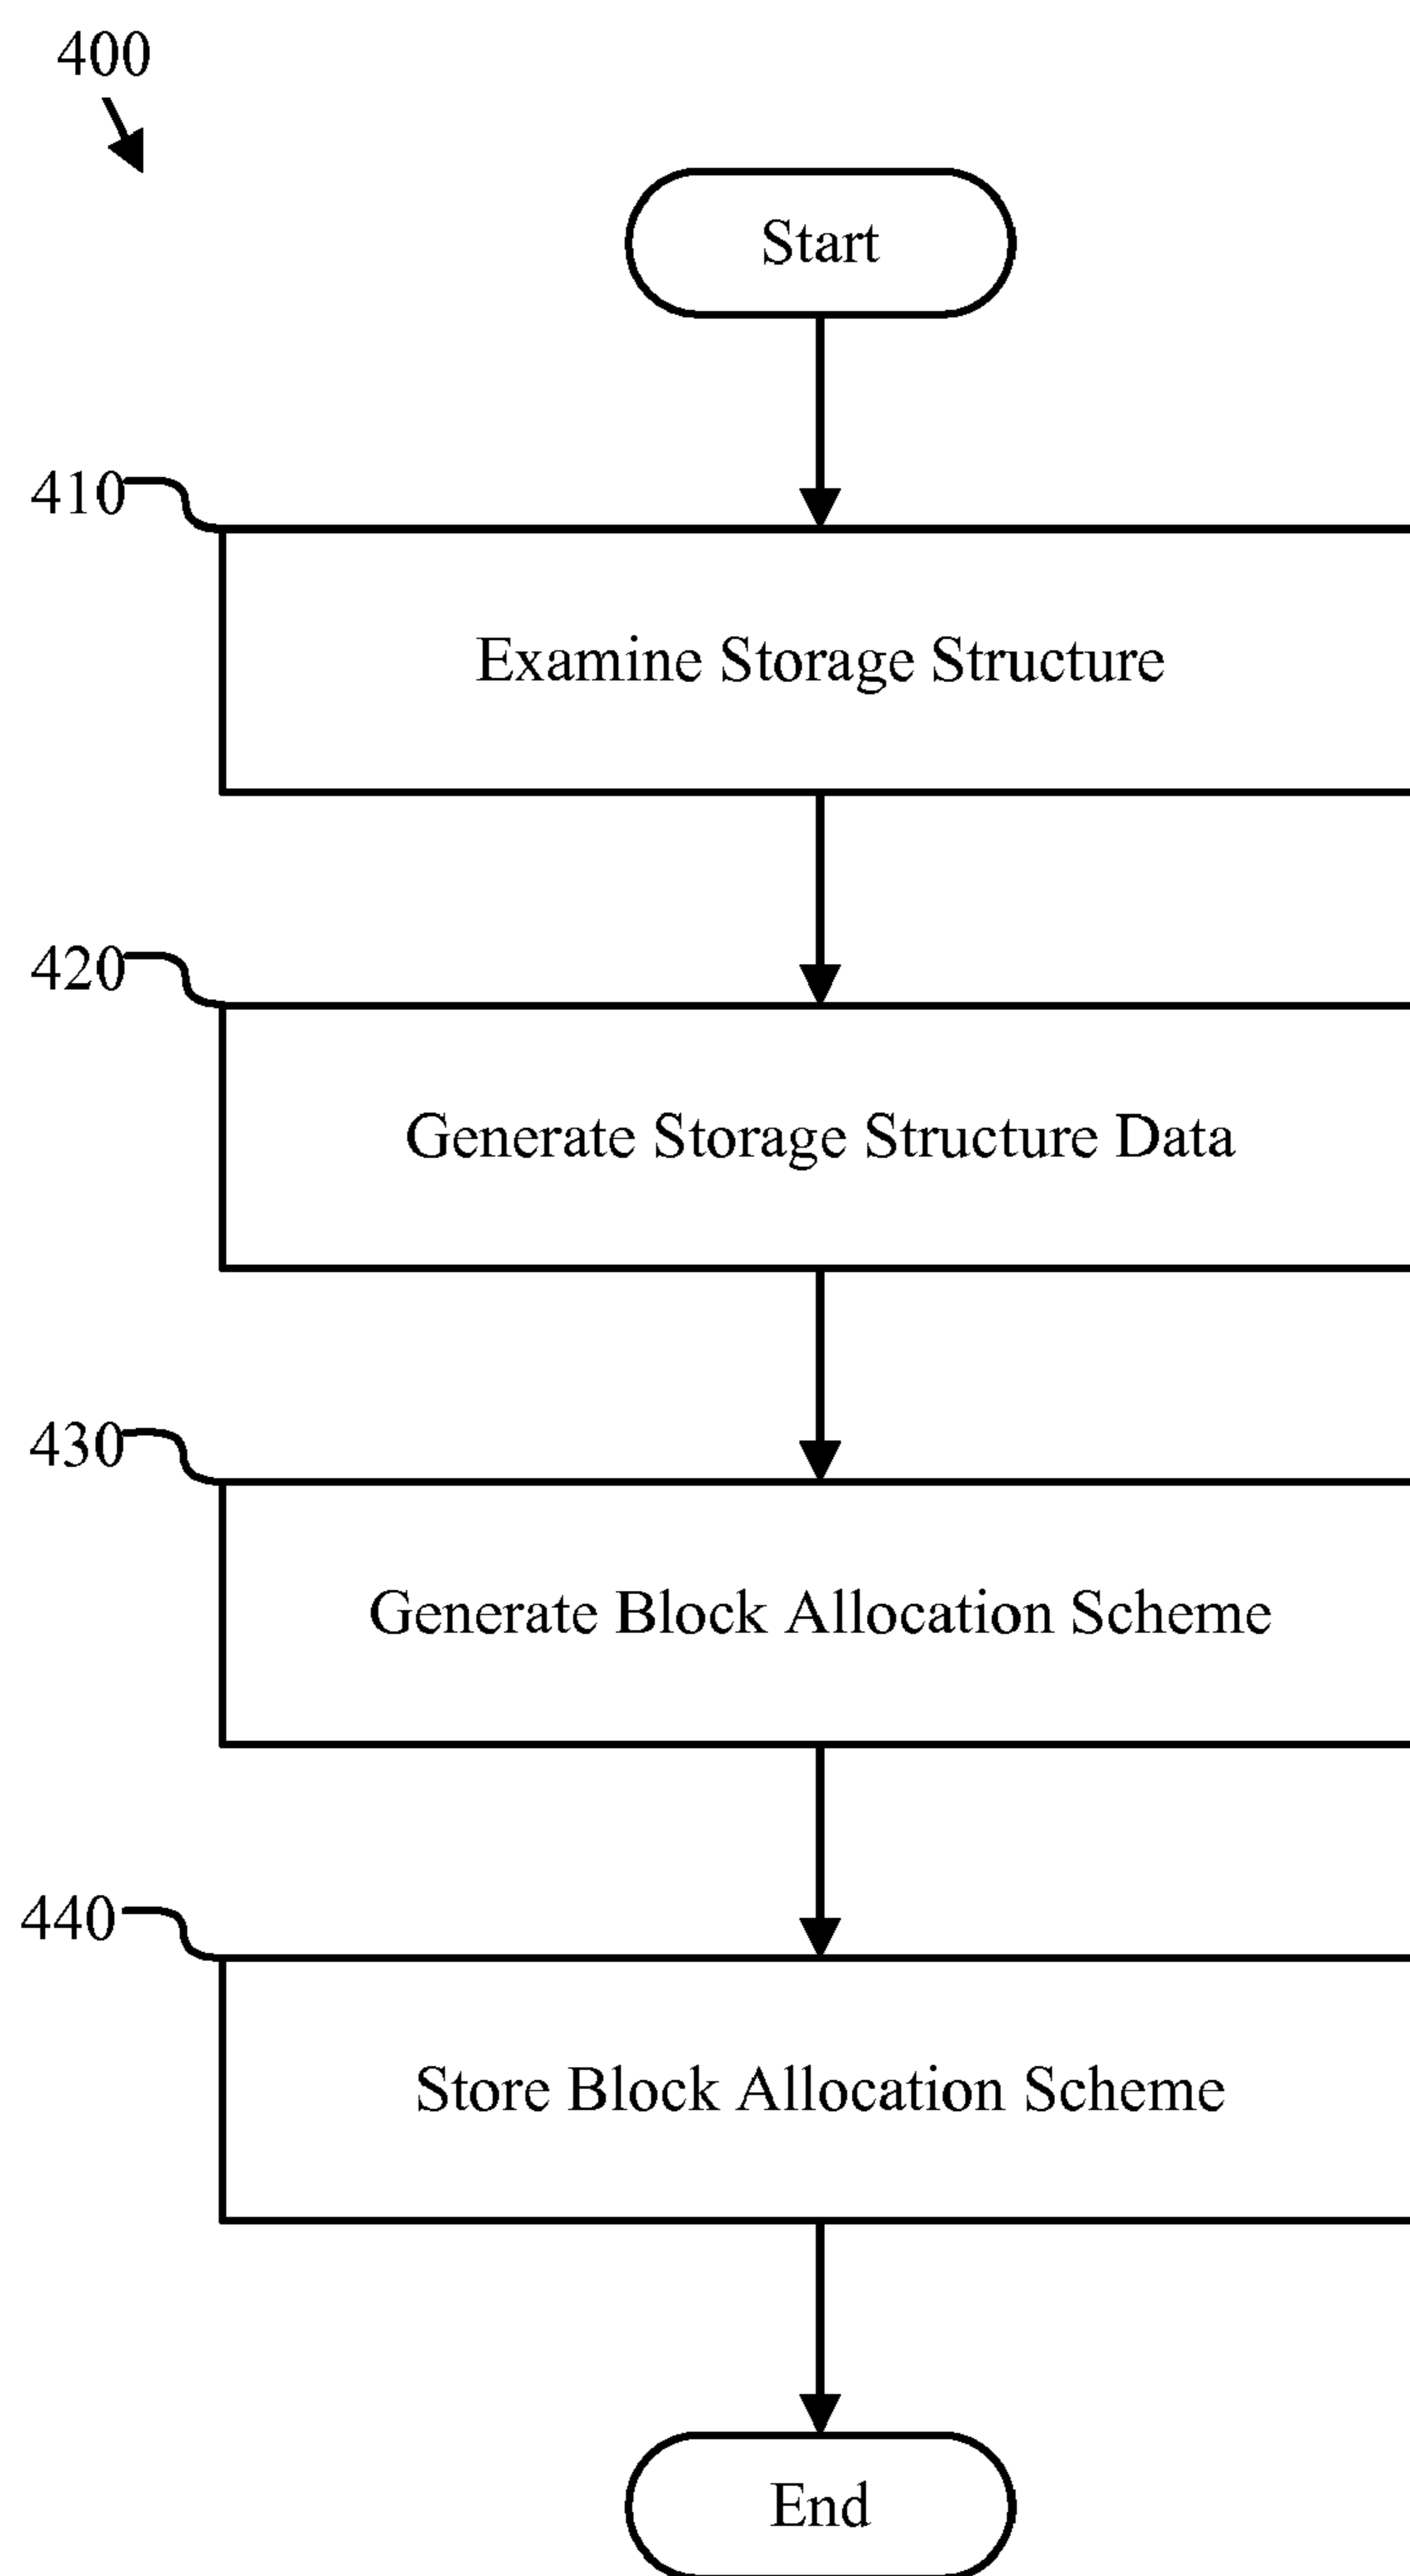 400
Start
410
Examine Storage Structure
420
Generate Storage Structure Data
430
Generate Block Allocation Scheme
440
Store Block Allocation Scheme
End